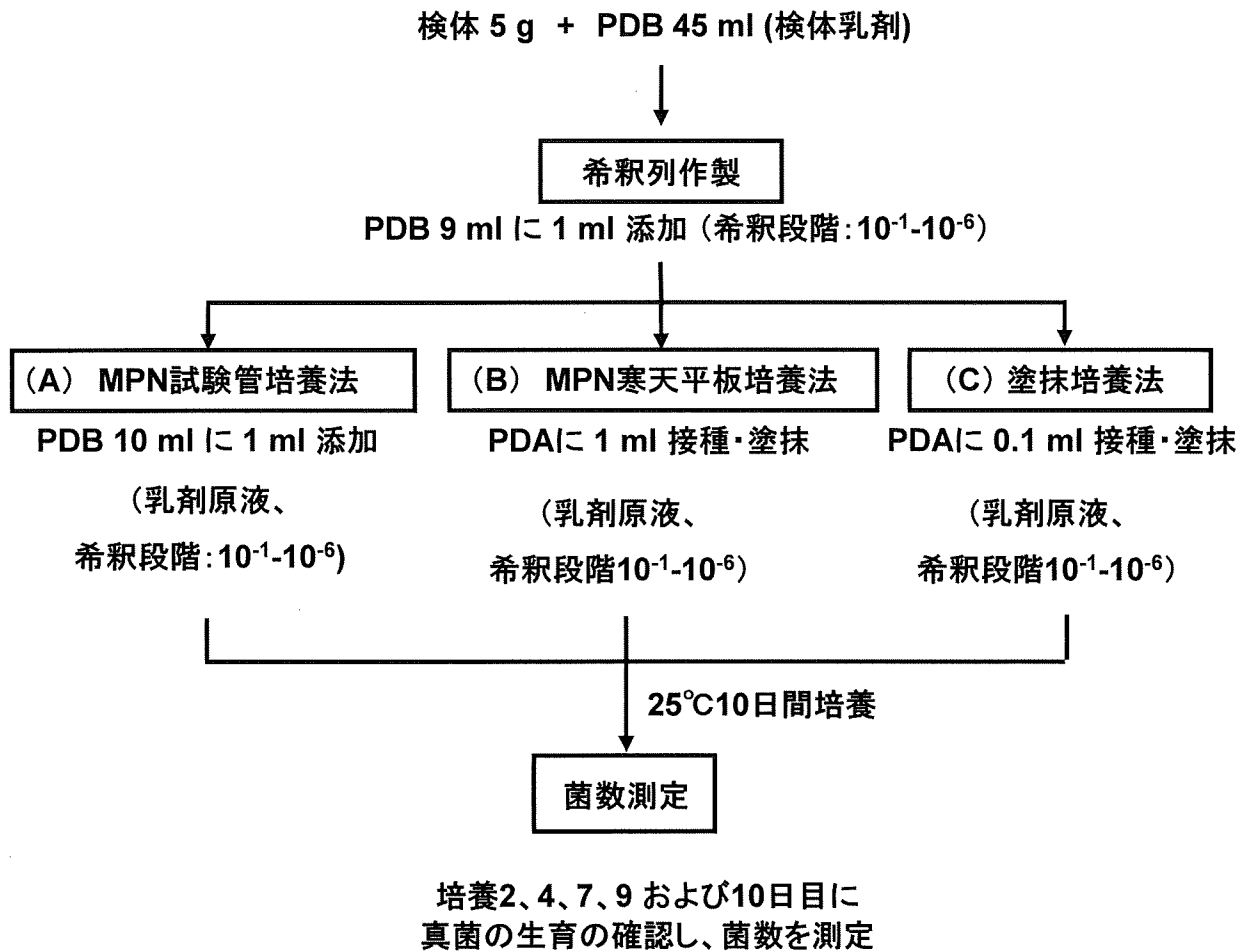 検体 5 g + PDB 45 ml (検体乳剤)
希釈列作製
PDB 9 ml に 1 ml 添加 (希釈段階:10⁻¹-10⁻⁶)
(A) MPN試験管培養法
PDB 10 ml に 1 ml 添加
(乳剤原液、
希釈段階:10⁻¹-10⁻⁶)
(B) MPN寒天平板培養法
PDAに 1 ml 接種・塗抹
(乳剤原液、
希釈段階10⁻¹-10⁻⁶)
(C) 塗抹培養法
PDAに 0.1 ml 接種・塗抹
(乳剤原液、
希釈段階10⁻¹-10⁻⁶)
25℃10日間培養
菌数測定
培養2、4、7、9 および10日目に
真菌の生育の確認し、菌数を測定